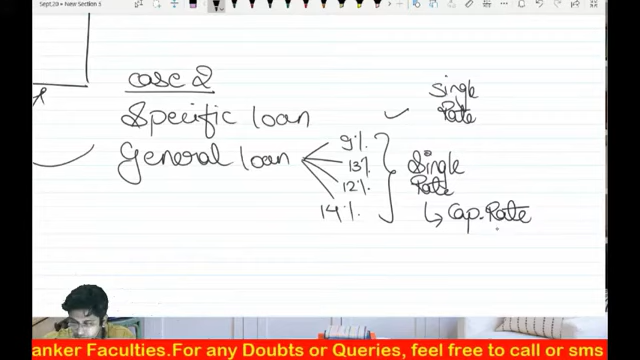 Sept,20 • New Section 5
case 2
Specific loan
single
Rate
General loan
9%.
13%
12%.
14%.
Single
Rate
↳ Cap. Rate
anker Faculties.For any Doubts or Queries, feel free to call or sms